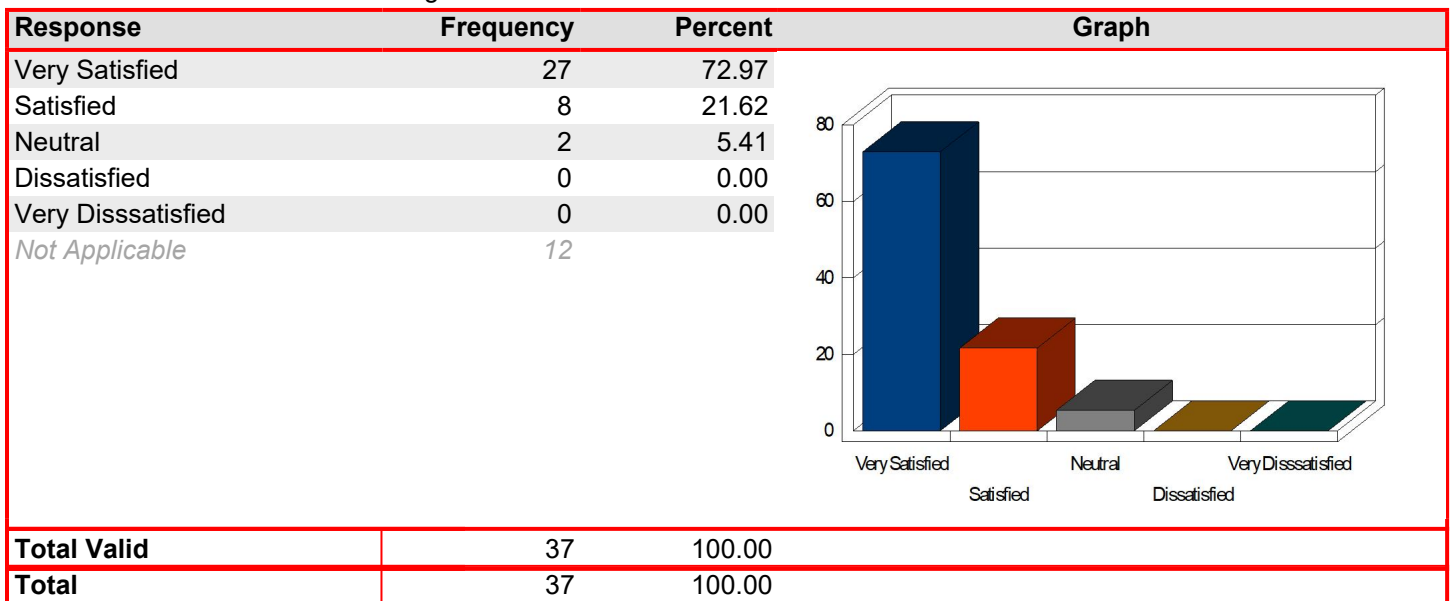 Response Frequency Percent Graph
Very Satisfied 27 72.97
Satisfied 8 21.62
Neutral 2 5.41
Dissatisfied 0 0.00
Very Disssatisfied 0 0.00
Not Applicable 12
80
60
40
20
0
Very Satisfied Neutral Very Disssatisfied
Satisfied Dissatisfied
Total Valid 37 100.00
Total 37 100.00